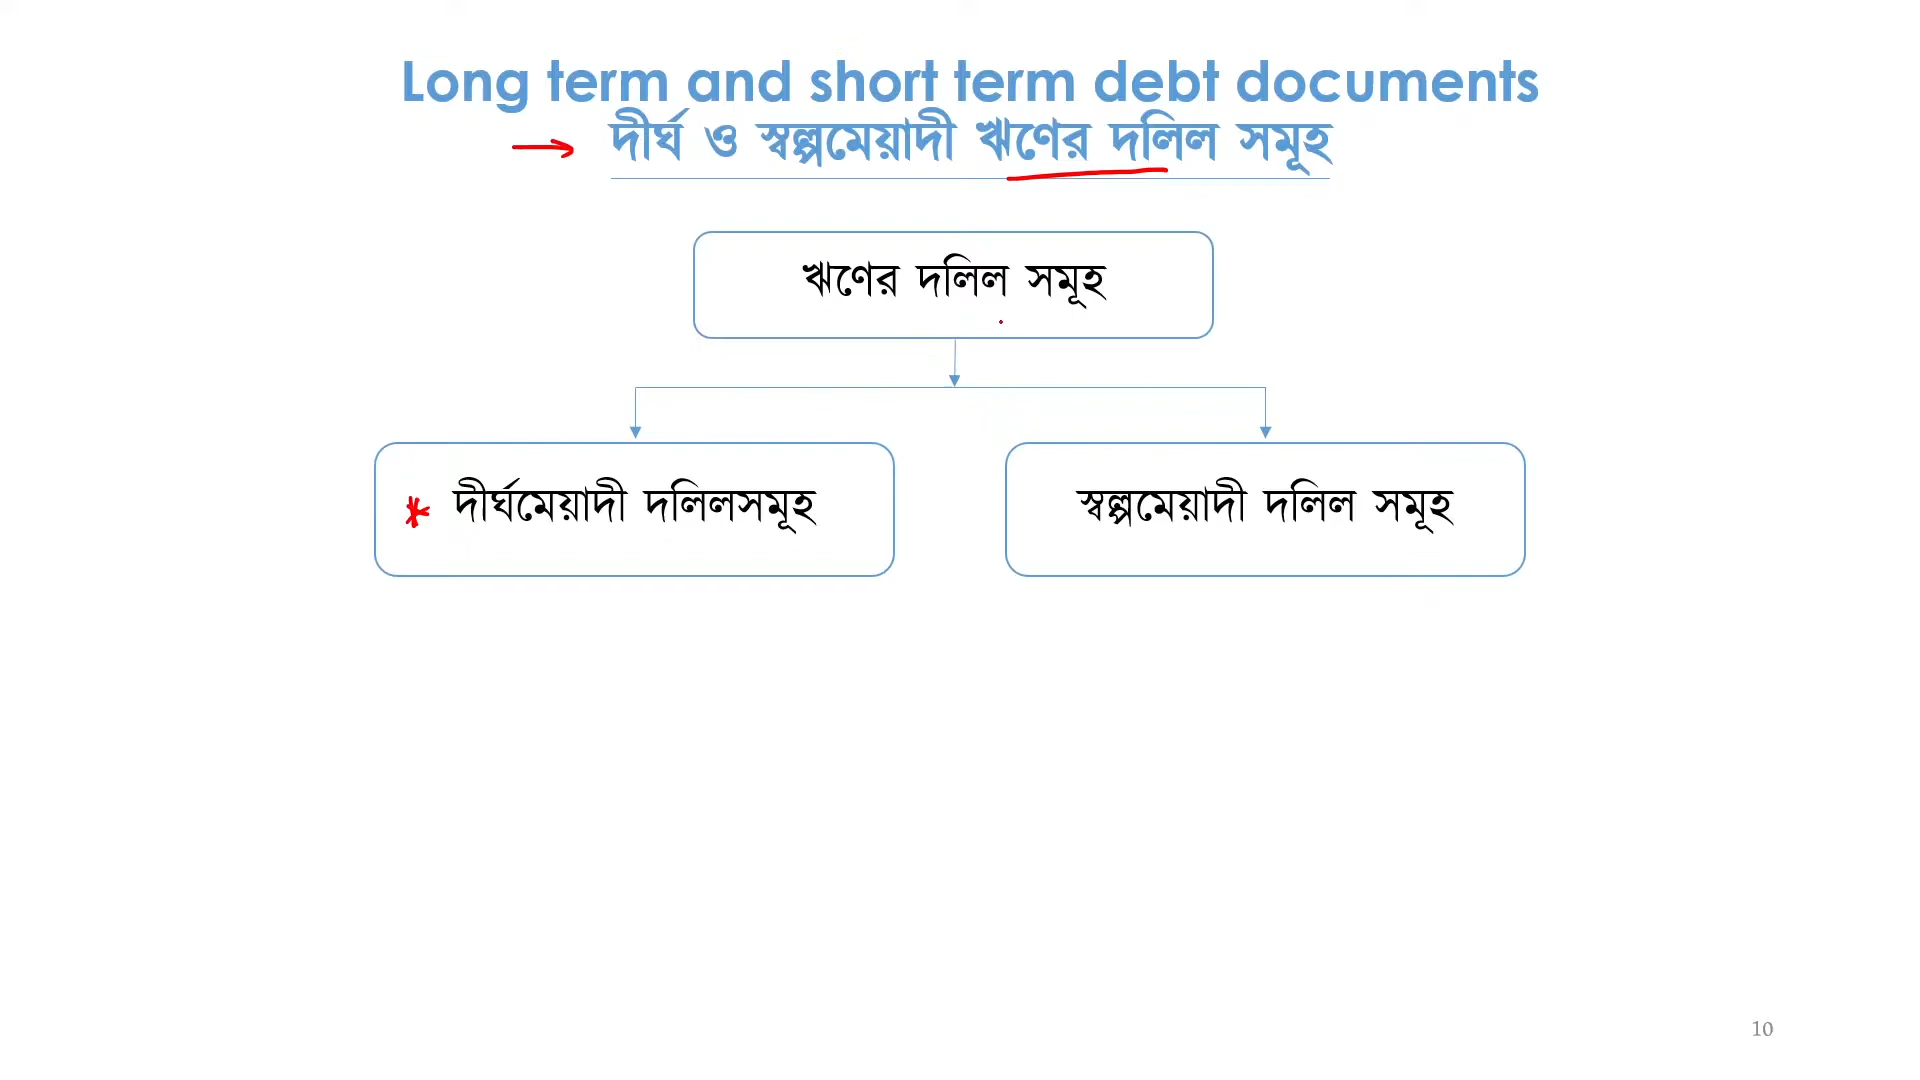 Long term and short term debt documents
দীর্ঘ ও স্বল্পমেয়াদী ঋণের দলিল সমূহ
ঋণের দলিল সমূহ
দীর্ঘমেয়াদী দলিলসমূহ
স্বল্পমেয়াদী দলিল সমূহ
10